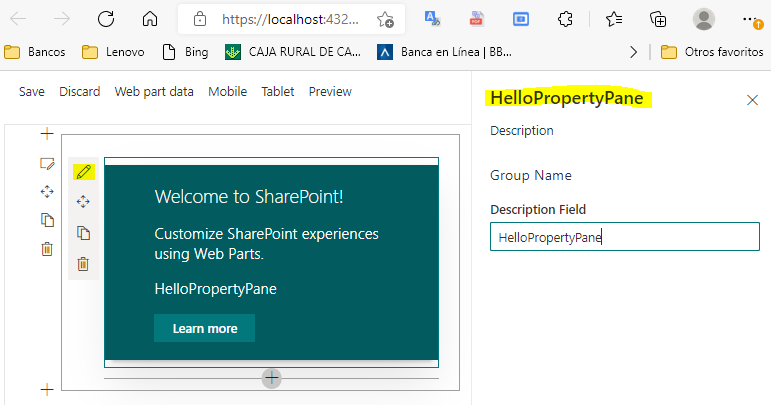 https://localhost:432...
Bancos
Lenovo
Bing
CAJA RURAL DE CA...
Banca en Línea | BB...
Otros favoritos
Save
Discard
Web part data
Mobile
Tablet
Preview
HelloPropertyPane
Description
Group Name
Description Field
HelloPropertyPane
Welcome to SharePoint!
Customize SharePoint experiences
using Web Parts.
HelloPropertyPane
Learn more